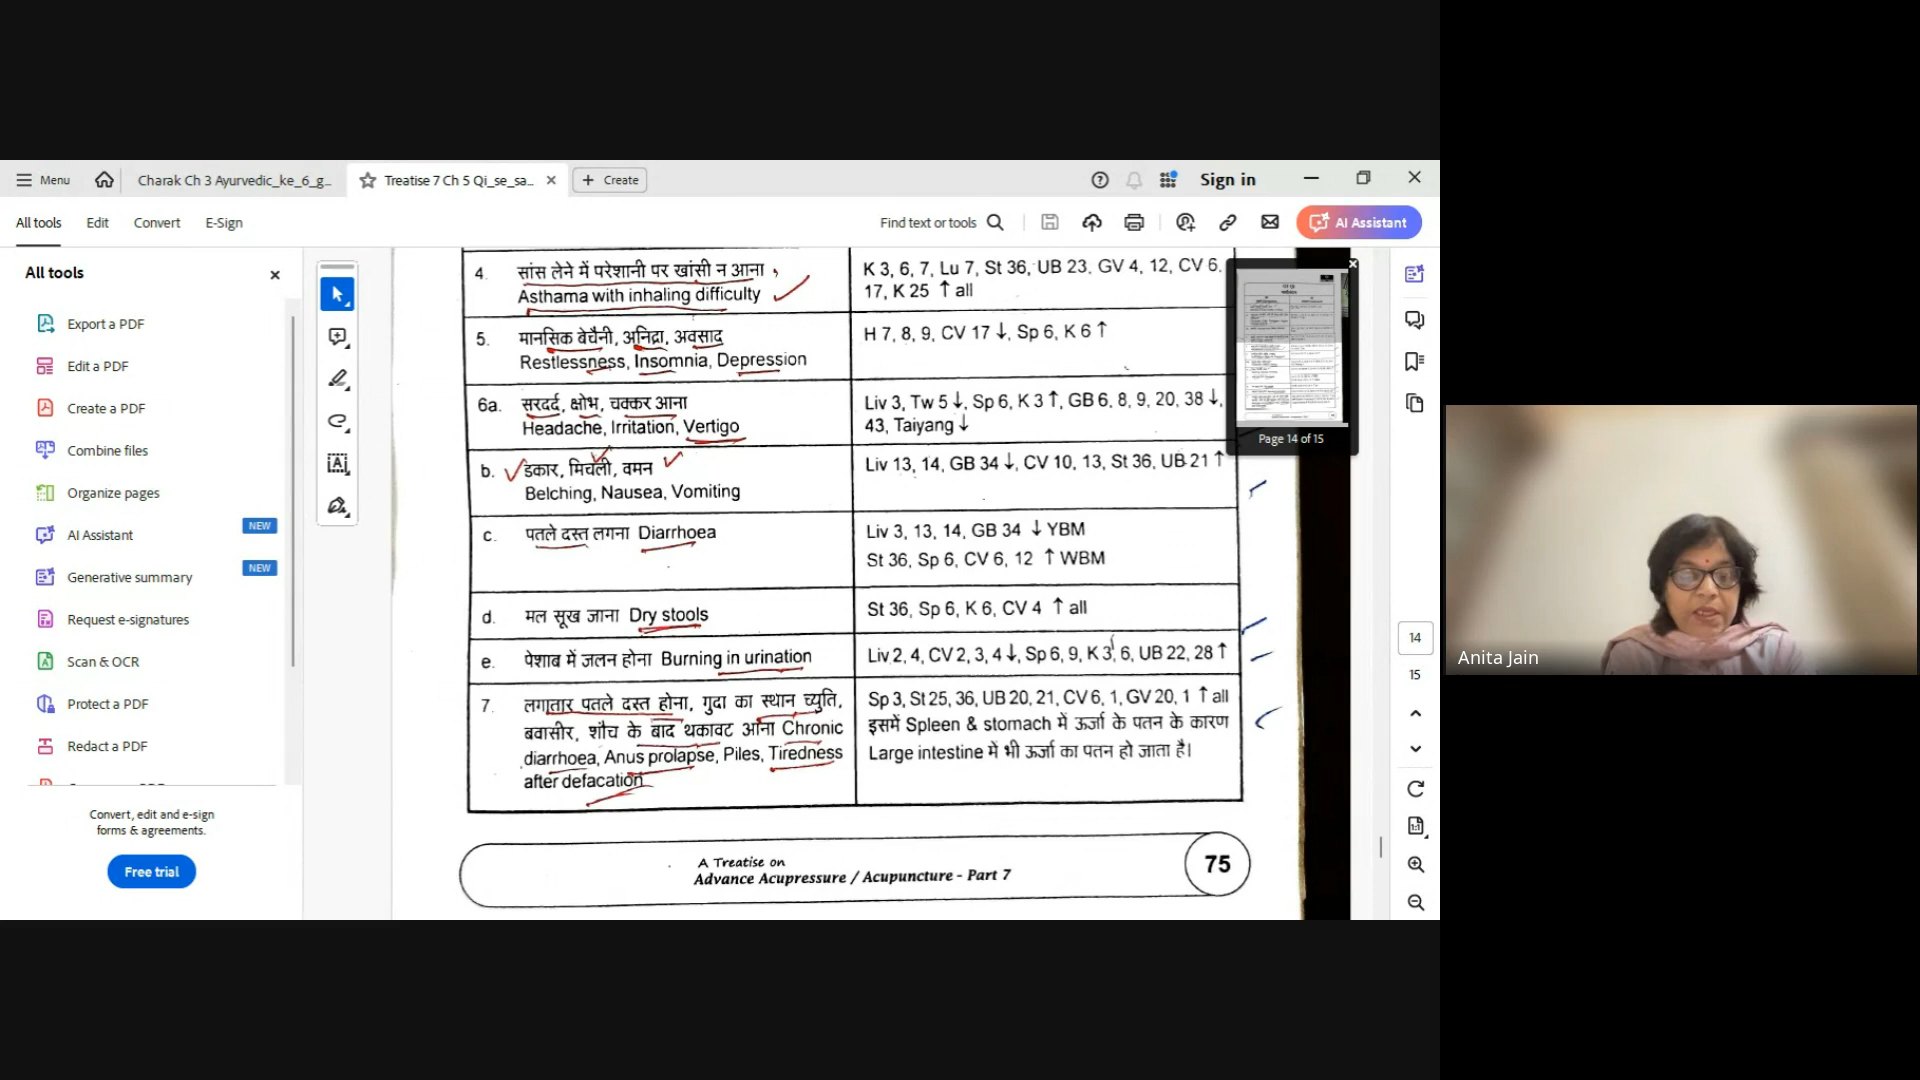 Menu
Charak Ch 3 Ayurvedic_ke_6_g...
Treatise 7 Ch 5 Qi_se_sa...
Create
Sign in
All tools
Edit
Convert
E-Sign
Find text or tools
AI Assistant
All tools
Export a PDF
Edit a PDF
Create a PDF
Combine files
Organize pages
AI Assistant
NEW
Generative summary
NEW
Request e-signatures
Scan & OCR
Protect a PDF
Redact a PDF
Convert, edit and e-sign
forms & agreements.
Free trial
4. सांस लेने में परेशानी पर खांसी न आना,
Asthama with inhaling difficulty
K 3, 6, 7, Lu 7, St 36, UB 23, GV 4, 12, CV 6,
17, K 25 ↑ all
5. मानसिक बेचैनी, अनिद्रा, अवसाद
Restlessness, Insomnia, Depression
H 7, 8, 9, CV 17 ↓, Sp 6, K 6 ↑
6a. सरदर्द, क्षोभ, चक्कर आना
Headache, Irritation, Vertigo
Liv 3, Tw 5 ↓, Sp 6, K 3 ↑, GB 6, 8, 9, 20, 38 ↓,
43, Taiyang ↓
b. डकार, मिचली, वमन
Belching, Nausea, Vomiting
Liv 13, 14, GB 34 ↓, CV 10, 13, St 36, UB 21 ↑
c. पतले दस्त लगना Diarrhoea
Liv 3, 13, 14, GB 34 ↓ YBM
St 36, Sp 6, CV 6, 12 ↑ WBM
d. मल सूख जाना Dry stools
St 36, Sp 6, K 6, CV 4 ↑ all
e. पेशाब में जलन होना Burning in urination
Liv 2, 4, CV 2, 3, 4 ↓, Sp 6, 9, K 3, 6, UB 22, 28 ↑
7. लगातार पतले दस्त होना, गुदा का स्थान च्युति,
बवासीर, शौच के बाद थकावट आना Chronic
diarrhoea, Anus prolapse, Piles, Tiredness
after defacation
Sp 3, St 25, 36, UB 20, 21, CV 6, 1, GV 20, 1 ↑ all
इसमें Spleen & stomach में ऊर्जा के पतन के कारण
Large intestine में भी ऊर्जा का पतन हो जाता है।
A Treatise on
Advance Acupressure / Acupuncture - Part 7
75
Page 14 of 15
14
15
Anita Jain